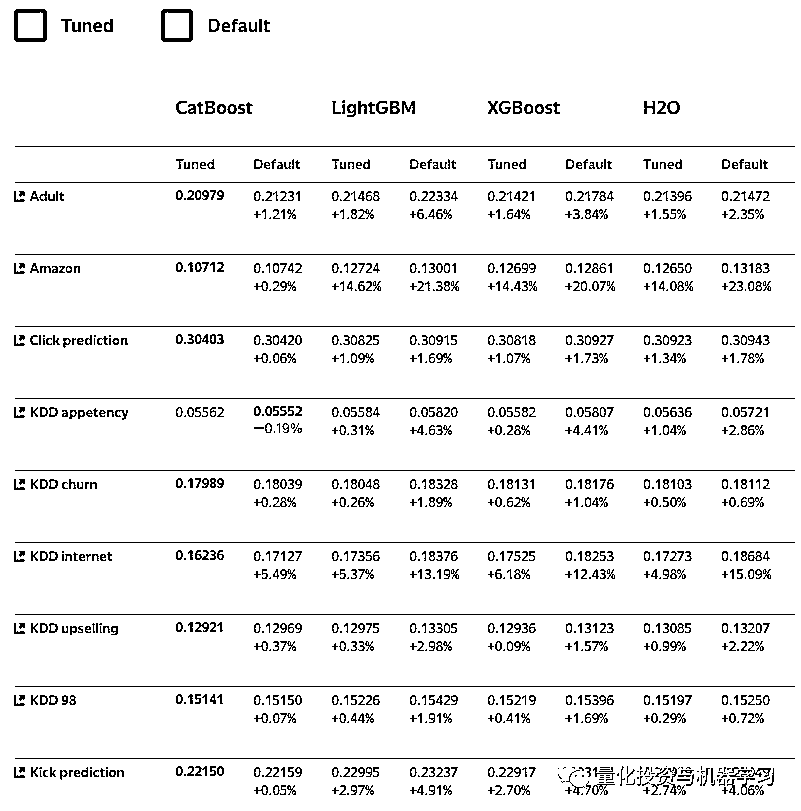 Tuned Default
CatBoost LightGBM XGBoost H2O
Tuned Default Tuned Default Tuned Default Tuned Default
Adult 0.20979 0.21231 0.21468 0.22334 0.21421 0.21784 0.21396 0.21472
+1.21% +1.82% +6.46% +1.64% +3.84% +1.55% +2.35%
Amazon 0.10712 0.10742 0.12724 0.13001 0.12699 0.12861 0.12650 0.13183
+0.29% +14.62% +21.38% +14.43% +20.07% +14.08% +23.08%
Click prediction 0.30403 0.30420 0.30825 0.30915 0.30818 0.30927 0.30923 0.30943
+0.06% +1.09% +1.69% +1.07% +1.73% +1.34% +1.78%
KDD appetency 0.05562 0.05552 0.05584 0.05820 0.05582 0.05807 0.05636 0.05721
−0.19% +0.31% +4.63% +0.28% +4.41% +1.04% +2.86%
KDD churn 0.17989 0.18039 0.18048 0.18328 0.18131 0.18176 0.18103 0.18112
+0.28% +0.26% +1.89% +0.62% +1.04% +0.50% +0.69%
KDD internet 0.16236 0.17127 0.17356 0.18376 0.17525 0.18253 0.17273 0.18684
+5.49% +5.37% +13.19% +6.18% +12.43% +4.98% +15.09%
KDD upselling 0.12921 0.12969 0.12975 0.13305 0.12936 0.13123 0.13085 0.13207
+0.37% +0.33% +2.98% +0.09% +1.57% +0.99% +2.22%
KDD 98 0.15141 0.15150 0.15226 0.15429 0.15219 0.15396 0.15197 0.15250
+0.07% +0.44% +1.91% +0.41% +1.69% +0.29% +0.72%
Kick prediction 0.22150 0.22159 0.22995 0.23237 0.22917
+0.05% +2.97% +4.91% +2.70% +4.70% +2.74% +4.06%
量化投资与机器学习